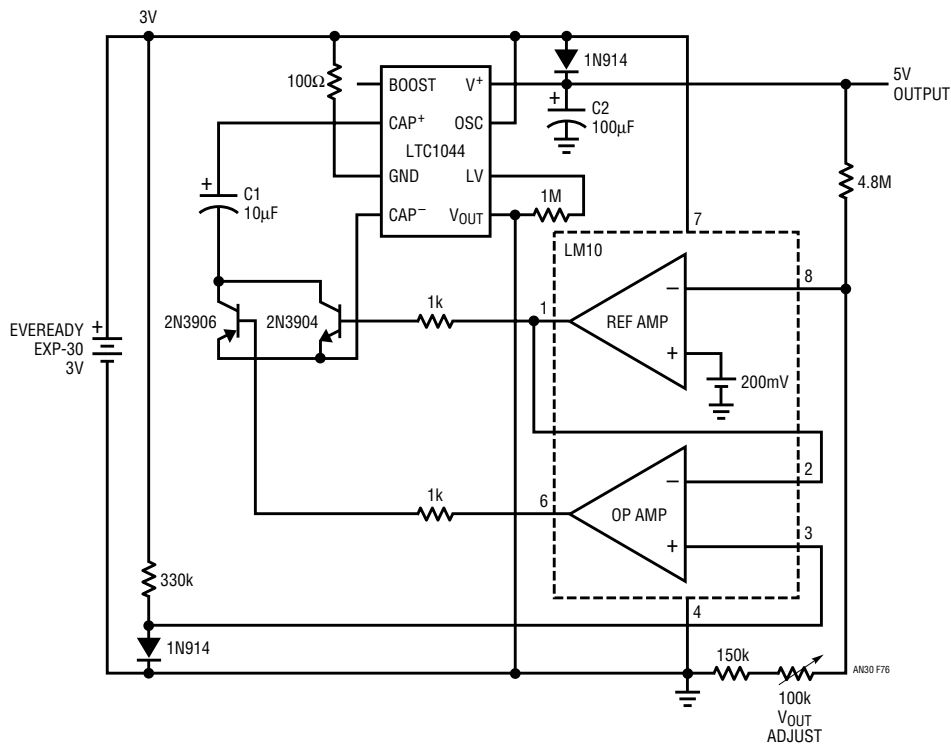 3V
1N914
5V
OUTPUT
100Ω
BOOST
V+
CAP+
OSC
LTC1044
GND
LV
CAP−
VOUT
+
C2
100µF
+
C1
10µF
1M
4.8M
7
LM10
8
−
REF AMP
+
200mV
1
1k
2N3906
2N3904
EVEREADY
EXP-30
3V
+
2
−
OP AMP
+
3
6
1k
330k
1N914
4
150k
100k
VOUT
ADJUST
AN30 F76